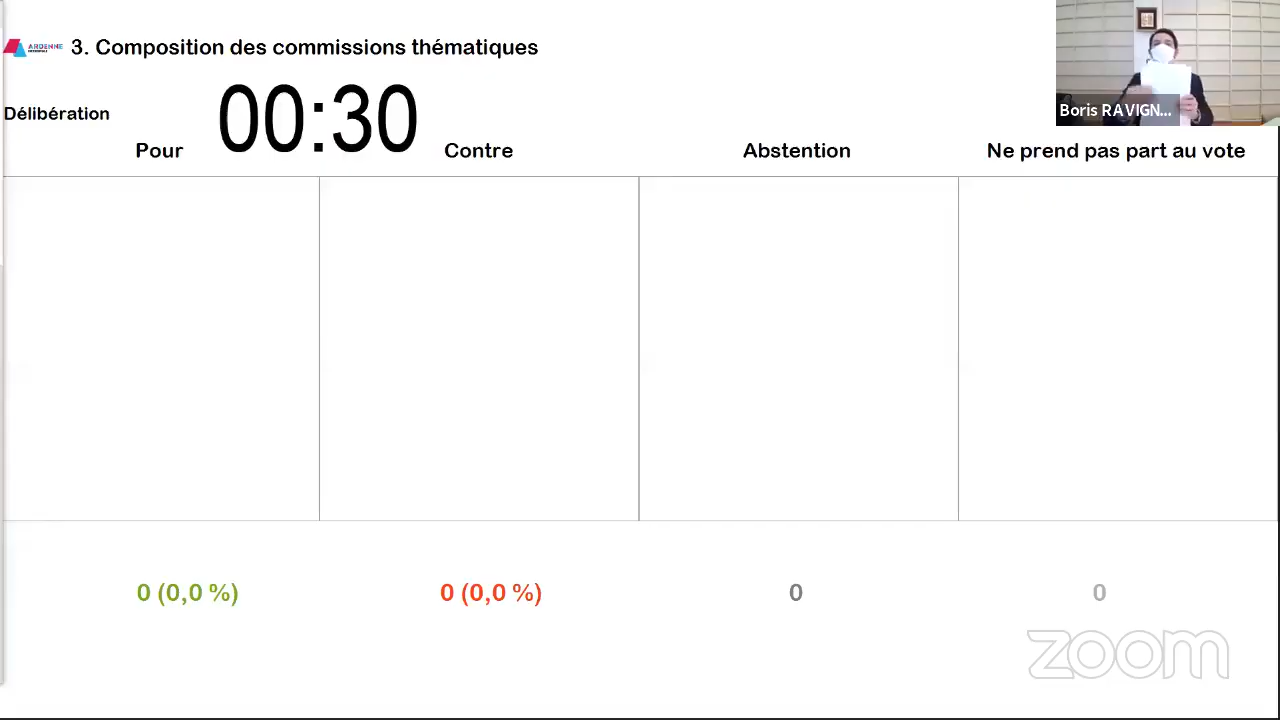 ARDENNE
3. Composition des commissions thématiques
Délibération
00:30
Boris RAVIGN...
Pour
Contre
Abstention
Ne prend pas part au vote
0 (0,0 %)
0 (0,0 %)
0
0
zoom